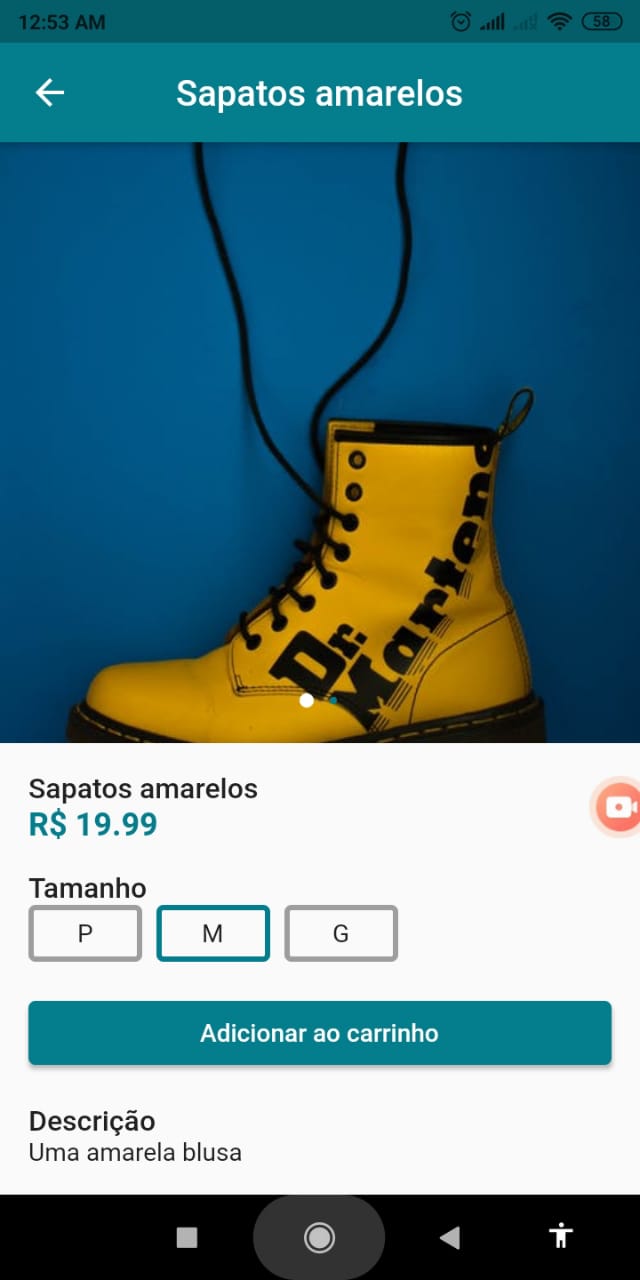 12:53 AM
58
Sapatos amarelos
Dr.
Martens
Sapatos amarelos
R$ 19.99
Tamanho
P
M
G
Adicionar ao carrinho
Descrição
Uma amarela blusa